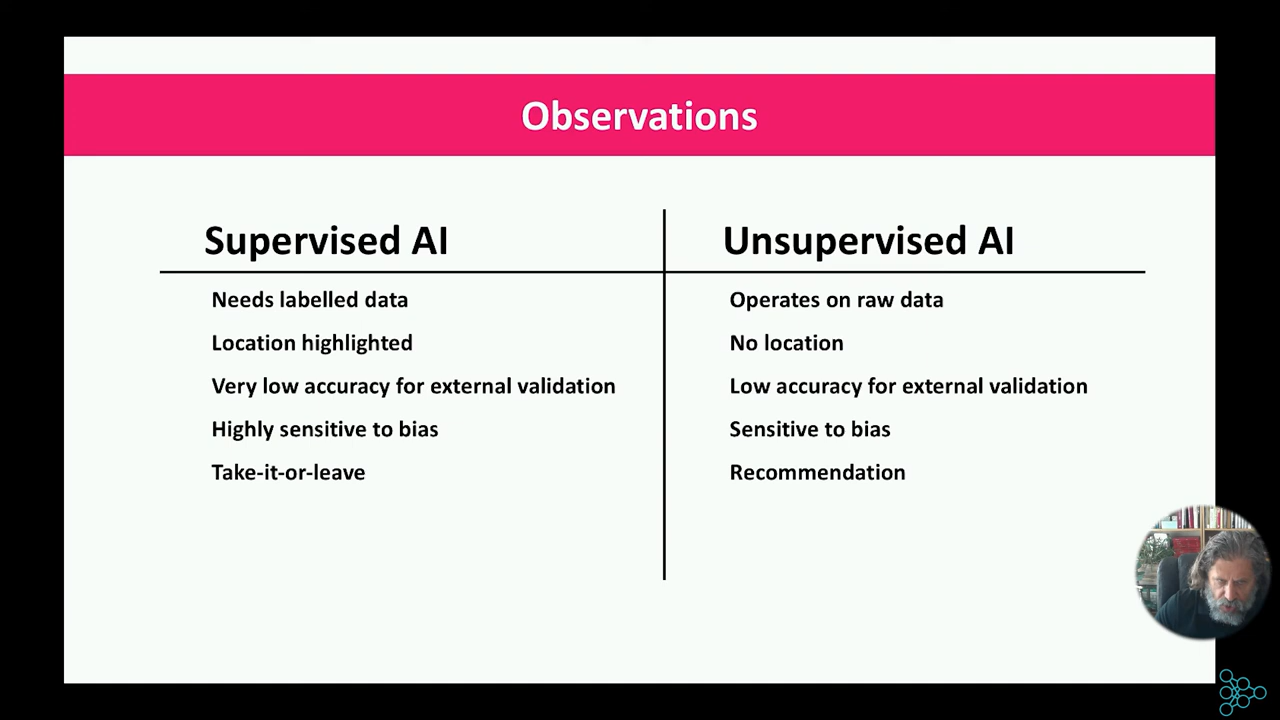 Observations
Supervised AI
Needs labelled data
Location highlighted
Very low accuracy for external validation
Highly sensitive to bias
Take-it-or-leave
Unsupervised AI
Operates on raw data
No location
Low accuracy for external validation
Sensitive to bias
Recommendation